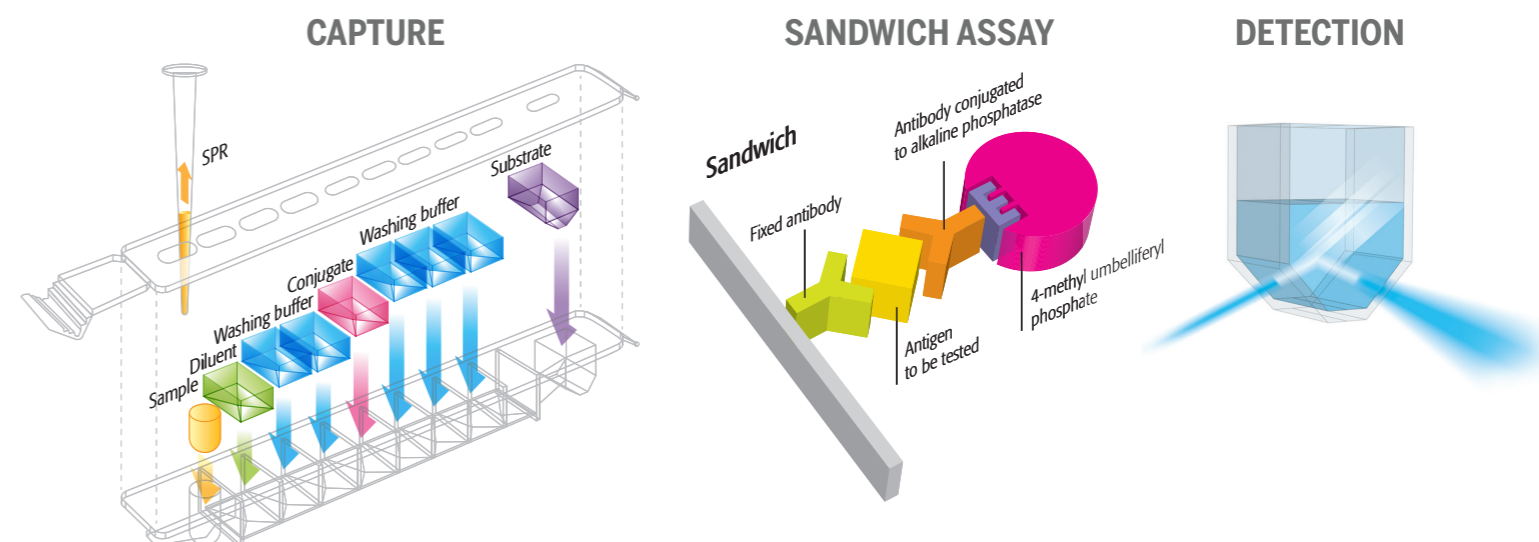 CAPTURE
SPR
Substrate
Washing buffer
Conjugate
Washing buffer
Diluent
Sample
SANDWICH ASSAY
Sandwich
Fixed antibody
Antibody conjugated
to alkaline phosphatase
4-methyl umbelliferyl
phosphate
Antigen
to be tested
DETECTION